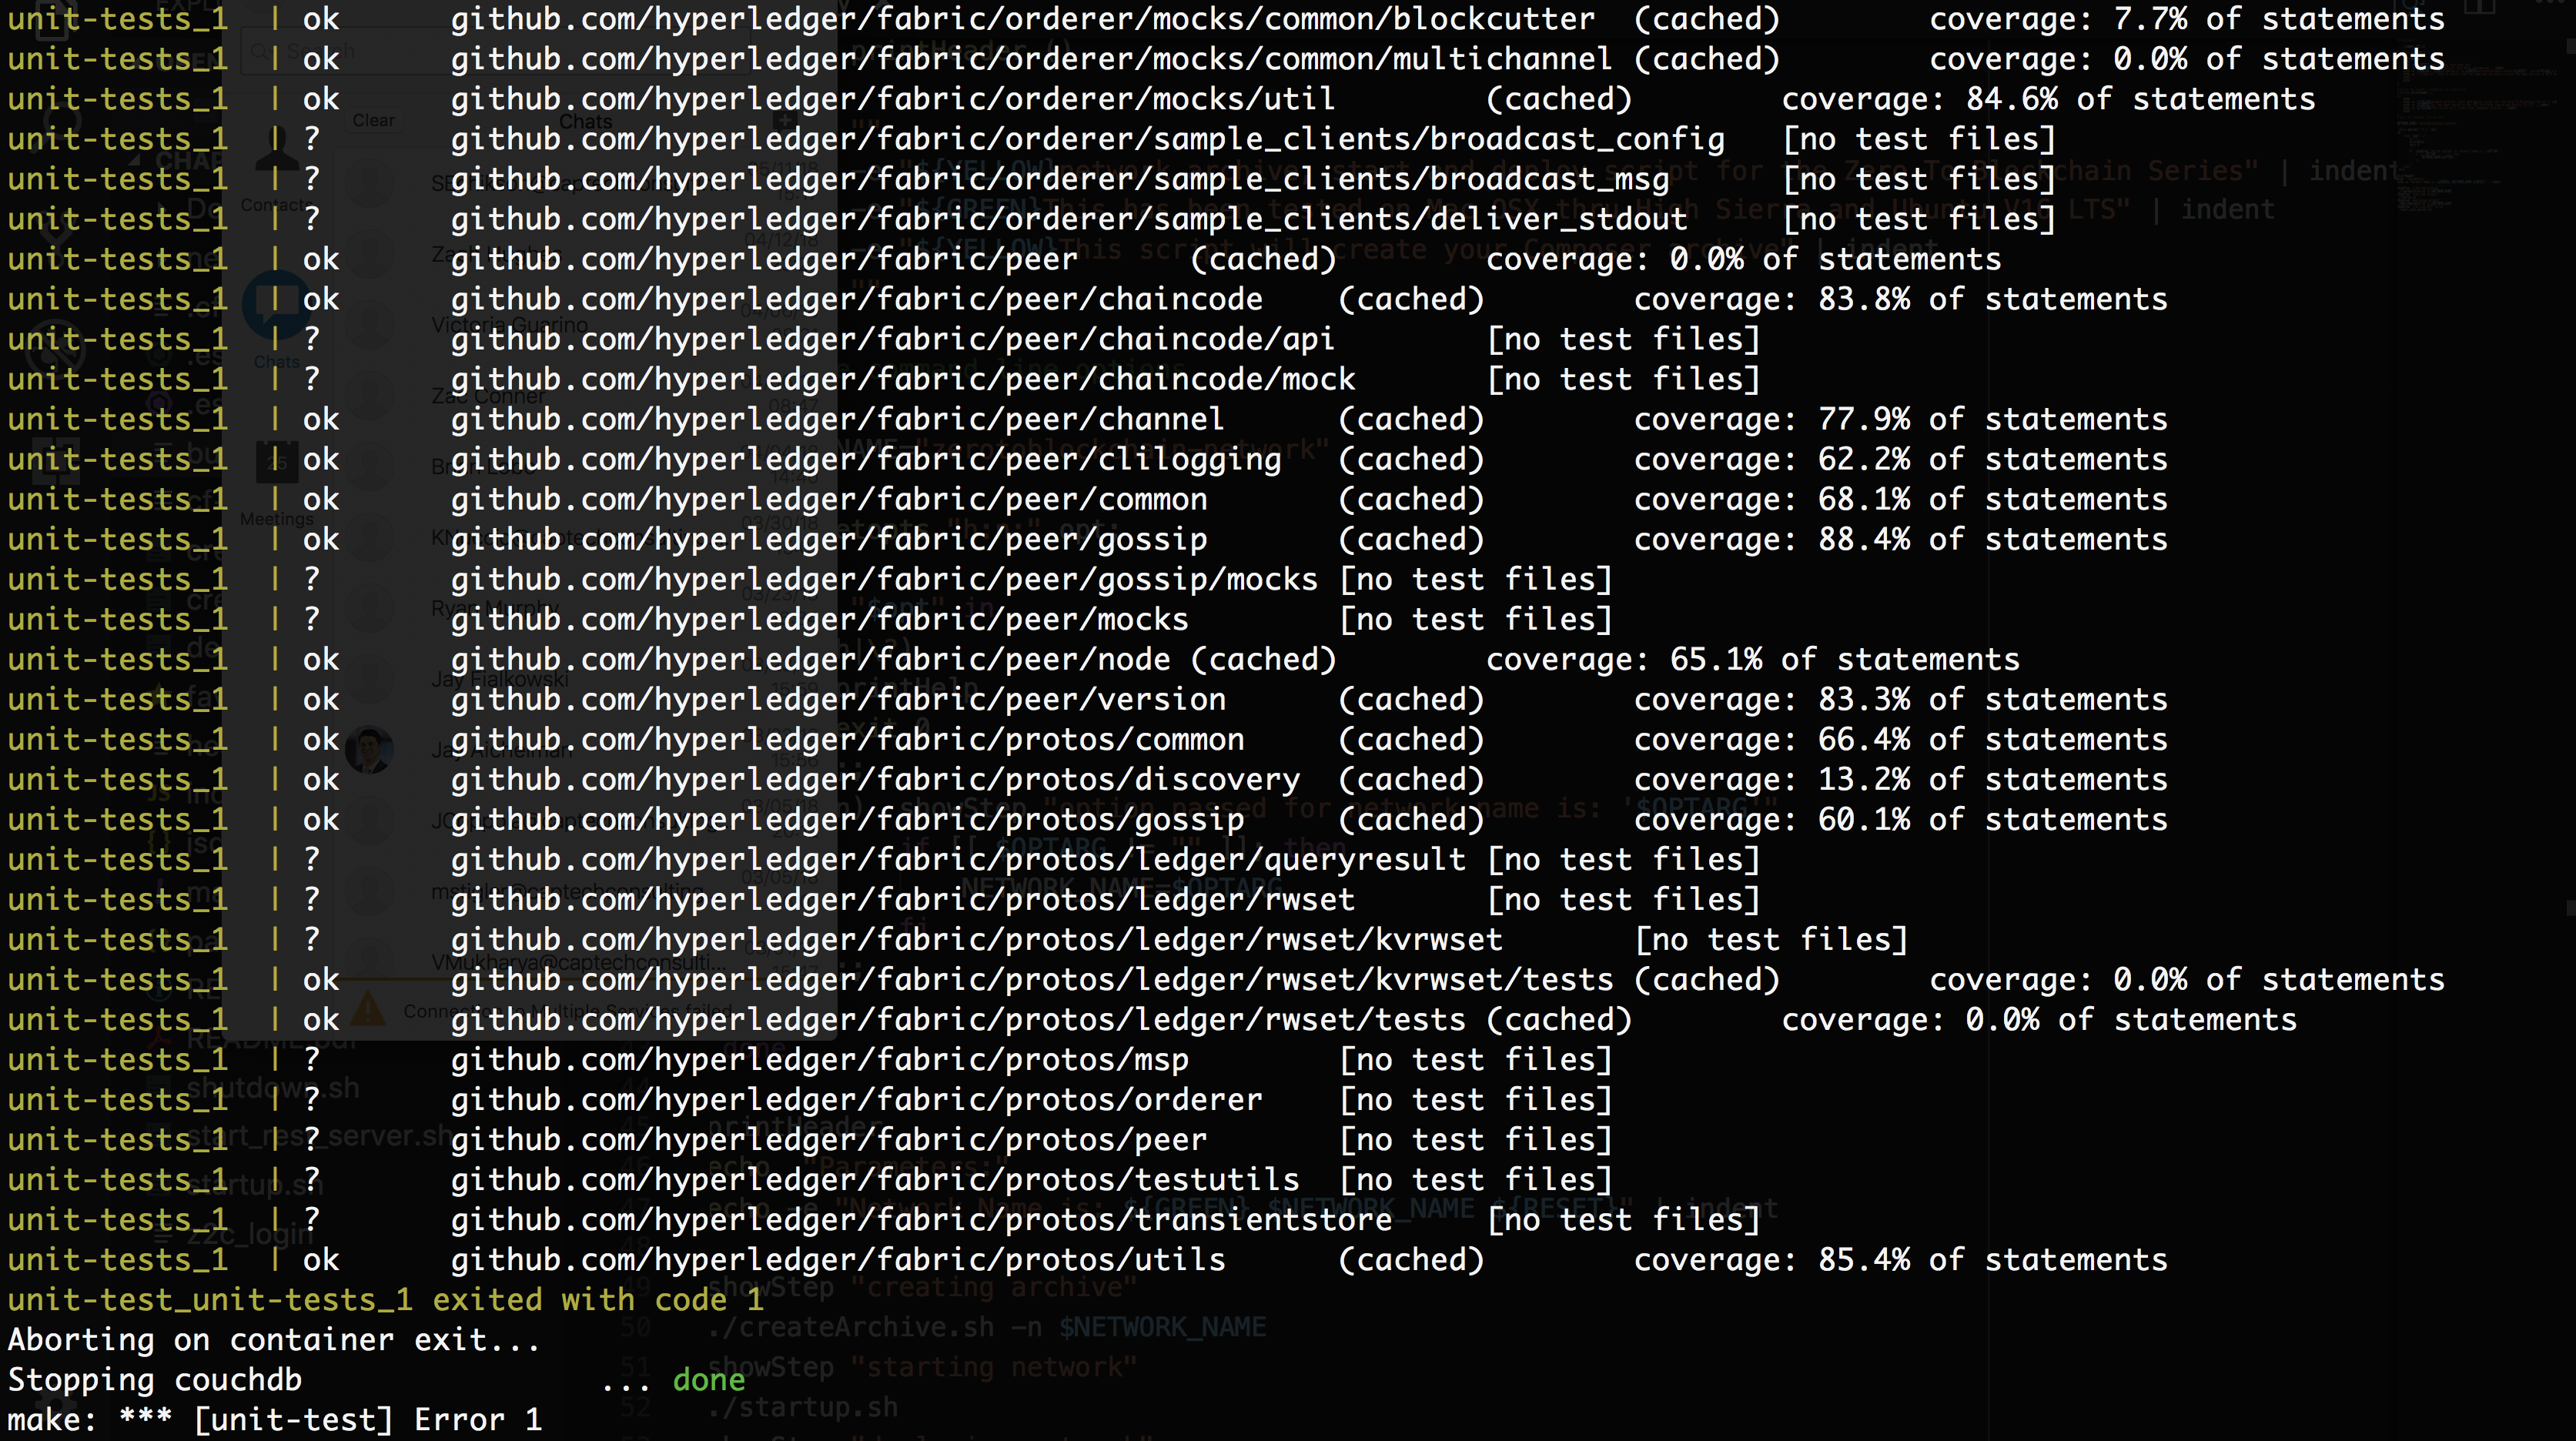 unit-tests_1 | ok github.com/hyperledger/fabric/orderer/mocks/common/blockcutter (cached) coverage: 7.7% of statements
unit-tests_1 | ok github.com/hyperledger/fabric/orderer/mocks/common/multichannel (cached) coverage: 0.0% of statements
unit-tests_1 | ok github.com/hyperledger/fabric/orderer/mocks/util (cached) coverage: 84.6% of statements
unit-tests_1 | ? github.com/hyperledger/fabric/orderer/sample_clients/broadcast_config [no test files]
unit-tests_1 | ? github.com/hyperledger/fabric/orderer/sample_clients/broadcast_msg [no test files]
unit-tests_1 | ? github.com/hyperledger/fabric/orderer/sample_clients/deliver_stdout [no test files]
unit-tests_1 | ok github.com/hyperledger/fabric/peer (cached) coverage: 0.0% of statements
unit-tests_1 | ok github.com/hyperledger/fabric/peer/chaincode (cached) coverage: 83.8% of statements
unit-tests_1 | ? github.com/hyperledger/fabric/peer/chaincode/api [no test files]
unit-tests_1 | ? github.com/hyperledger/fabric/peer/chaincode/mock [no test files]
unit-tests_1 | ok github.com/hyperledger/fabric/peer/channel (cached) coverage: 77.9% of statements
unit-tests_1 | ok github.com/hyperledger/fabric/peer/clilogging (cached) coverage: 62.2% of statements
unit-tests_1 | ok github.com/hyperledger/fabric/peer/common (cached) coverage: 68.1% of statements
unit-tests_1 | ok github.com/hyperledger/fabric/peer/gossip (cached) coverage: 88.4% of statements
unit-tests_1 | ? github.com/hyperledger/fabric/peer/gossip/mocks [no test files]
unit-tests_1 | ? github.com/hyperledger/fabric/peer/mocks [no test files]
unit-tests_1 | ok github.com/hyperledger/fabric/peer/node (cached) coverage: 65.1% of statements
unit-tests_1 | ok github.com/hyperledger/fabric/peer/version (cached) coverage: 83.3% of statements
unit-tests_1 | ok github.com/hyperledger/fabric/protos/common (cached) coverage: 66.4% of statements
unit-tests_1 | ok github.com/hyperledger/fabric/protos/discovery (cached) coverage: 13.2% of statements
unit-tests_1 | ok github.com/hyperledger/fabric/protos/gossip (cached) coverage: 60.1% of statements
unit-tests_1 | ? github.com/hyperledger/fabric/protos/ledger/queryresult [no test files]
unit-tests_1 | ? github.com/hyperledger/fabric/protos/ledger/rwset [no test files]
unit-tests_1 | ? github.com/hyperledger/fabric/protos/ledger/rwset/kvrwset [no test files]
unit-tests_1 | ok github.com/hyperledger/fabric/protos/ledger/rwset/kvrwset/tests (cached) coverage: 0.0% of statements
unit-tests_1 | ok github.com/hyperledger/fabric/protos/ledger/rwset/tests (cached) coverage: 0.0% of statements
unit-tests_1 | ? github.com/hyperledger/fabric/protos/msp [no test files]
unit-tests_1 | ? github.com/hyperledger/fabric/protos/orderer [no test files]
unit-tests_1 | ? github.com/hyperledger/fabric/protos/peer [no test files]
unit-tests_1 | ? github.com/hyperledger/fabric/protos/testutils [no test files]
unit-tests_1 | ? github.com/hyperledger/fabric/protos/transientstore [no test files]
unit-tests_1 | ok github.com/hyperledger/fabric/protos/utils (cached) coverage: 85.4% of statements
unit-test_unit-tests_1 exited with code 1
Aborting on container exit...
Stopping couchdb ... done
make: *** [unit-test] Error 1